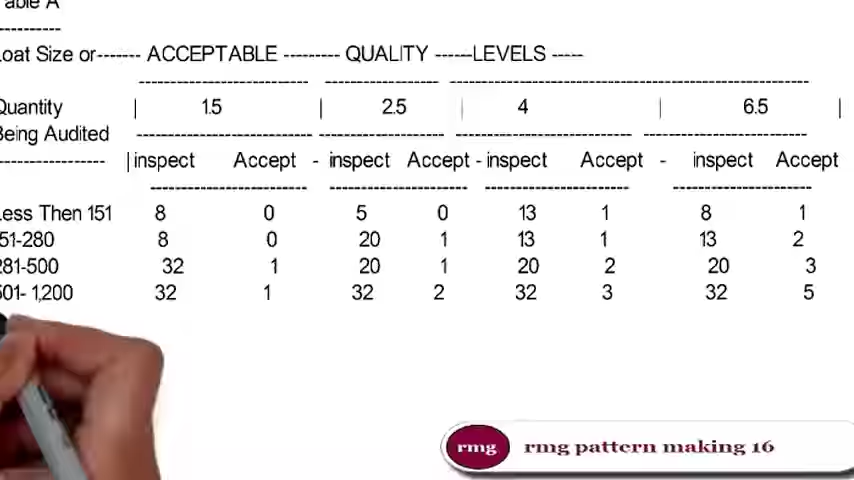 able A
----------
Loat Size or------- ACCEPTABLE --------- QUALITY ------LEVELS -----
Quantity | 1.5 | 2.5 | 4 | 6.5 |
Being Audited
----------------- |inspect Accept - inspect Accept - inspect Accept - inspect Accept
Less Then 151 8 0 5 0 13 1 8 1
51-280 8 0 20 1 13 1 13 2
281-500 32 1 20 1 20 2 20 3
501- 1,200 32 1 32 2 32 3 32 5
rmg rmg pattern making 16